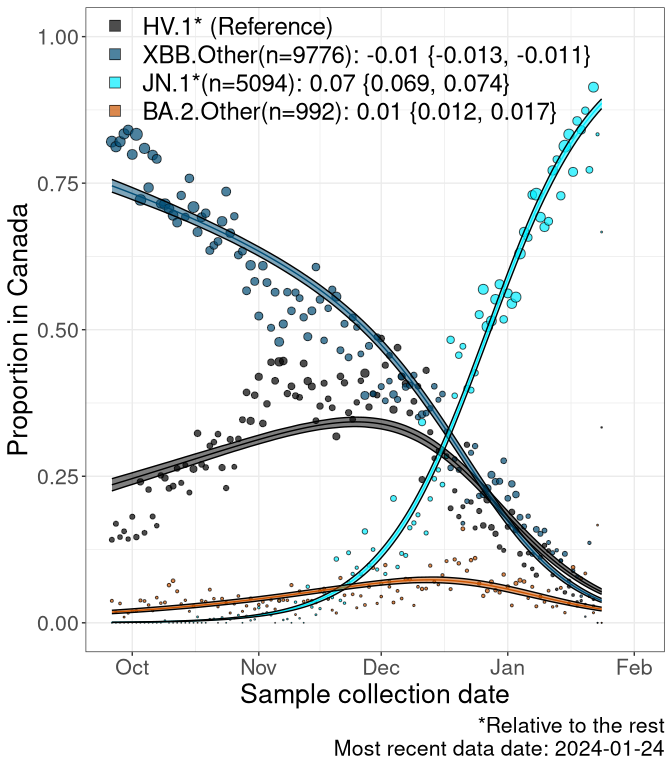 HV.1* (Reference)
XBB.Other(n=9776): -0.01 {-0.013, -0.011}
JN.1*(n=5094): 0.07 {0.069, 0.074}
BA.2.Other(n=992): 0.01 {0.012, 0.017}
1.00
0.75
0.50
0.25
0.00
Proportion in Canada
Oct Nov Dec Jan Feb
Sample collection date
*Relative to the rest
Most recent data date: 2024-01-24